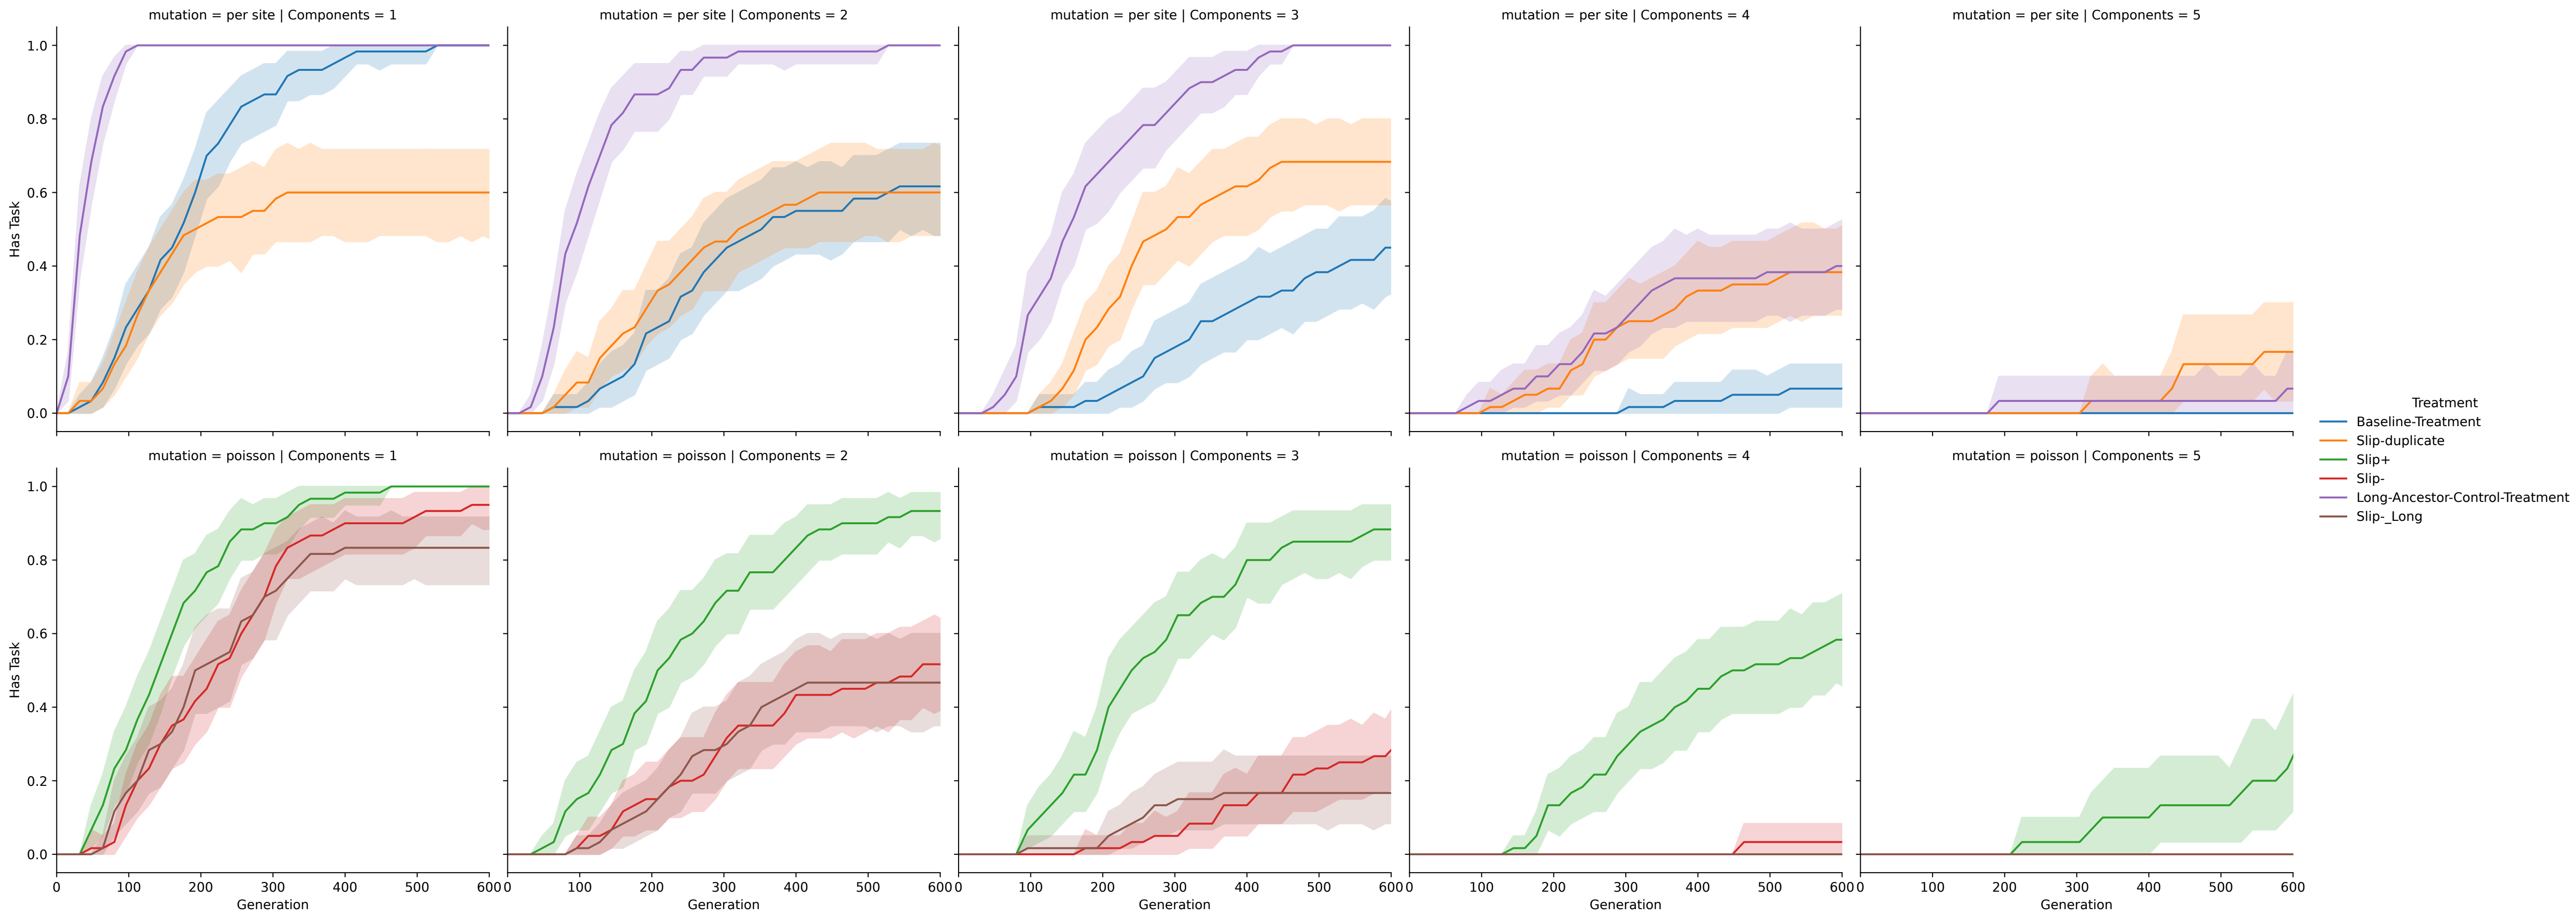 mutation = per site | Components = 1
mutation = per site | Components = 2
mutation = per site | Components = 3
mutation = per site | Components = 4
mutation = per site | Components = 5
1.0
0.8
0.6
0.4
0.2
0.0
Has Task
Treatment
Baseline-Treatment
Slip-duplicate
Slip+
Slip-
Long-Ancestor-Control-Treatment
Slip-_Long
mutation = poisson | Components = 1
mutation = poisson | Components = 2
mutation = poisson | Components = 3
mutation = poisson | Components = 4
mutation = poisson | Components = 5
1.0
0.8
0.6
0.4
0.2
0.0
Has Task
0 100 200 300 400 500 600
0 100 200 300 400 500 600
0 100 200 300 400 500 600
0 100 200 300 400 500 600
0 100 200 300 400 500 600
Generation
Generation
Generation
Generation
Generation